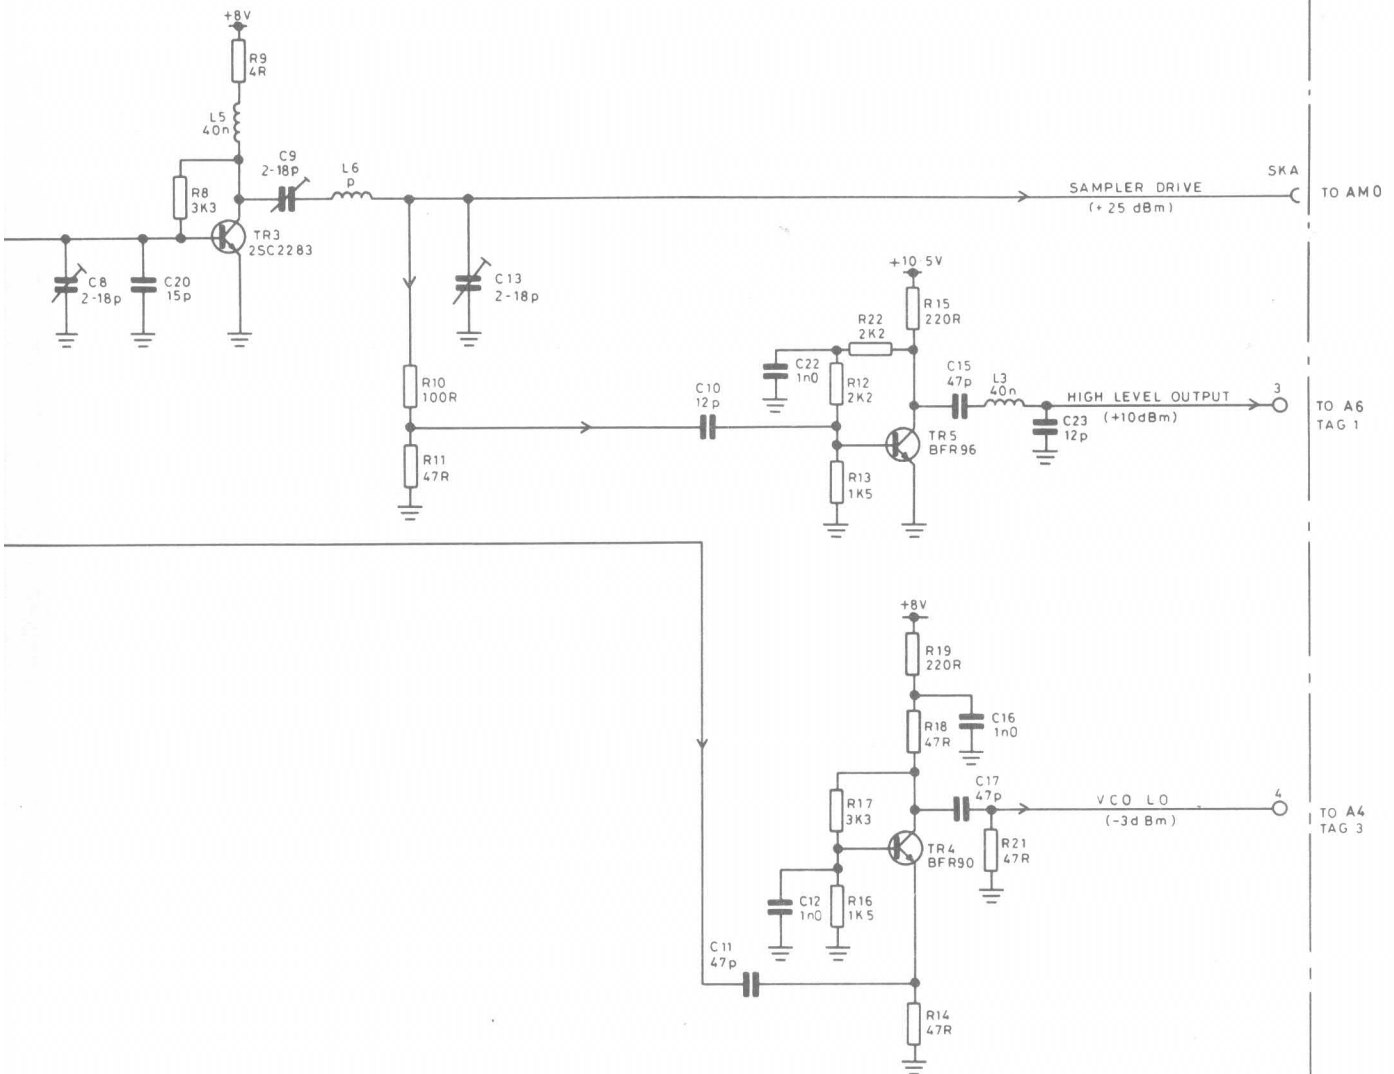 +8V
R9
4R
L5
40n
C9
2-18p
L6
p
R8
3K3
TR3
2SC2283
C8
2-18p
C20
15p
C13
2-18p
SKA
SAMPLER DRIVE
(+25 dBm)
TO AM0
+10·5V
R15
220R
R22
2K2
C22
1n0
R12
2K2
C15
47p
L3
40n
HIGH LEVEL OUTPUT
(+10dBm)
3
TO A6
TAG 1
C23
12p
R10
100R
C10
12p
R11
47R
TR5
BFR96
R13
1K5
+8V
R19
220R
R18
47R
C16
1n0
C17
47p
VCO LO
(-3dBm)
4
TO A4
TAG 3
R17
3K3
TR4
BFR90
R21
47R
C12
1n0
R16
1K5
C11
47p
R14
47R